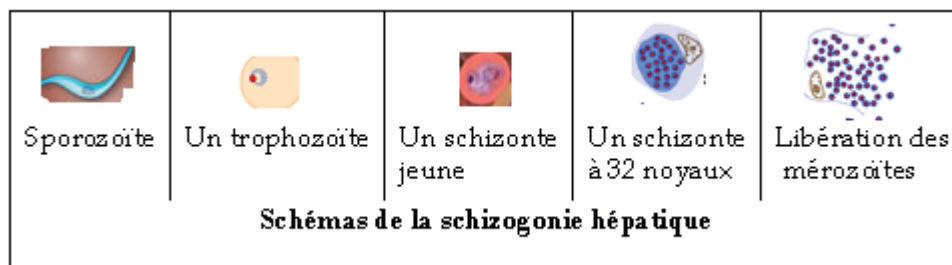 Sporozoïte
Un trophozoïte
Un schizonte
jeune
Un schizonte
à 32 noyaux
Libération des
mérozoïtes
Schémas de la schizogonie hépatique